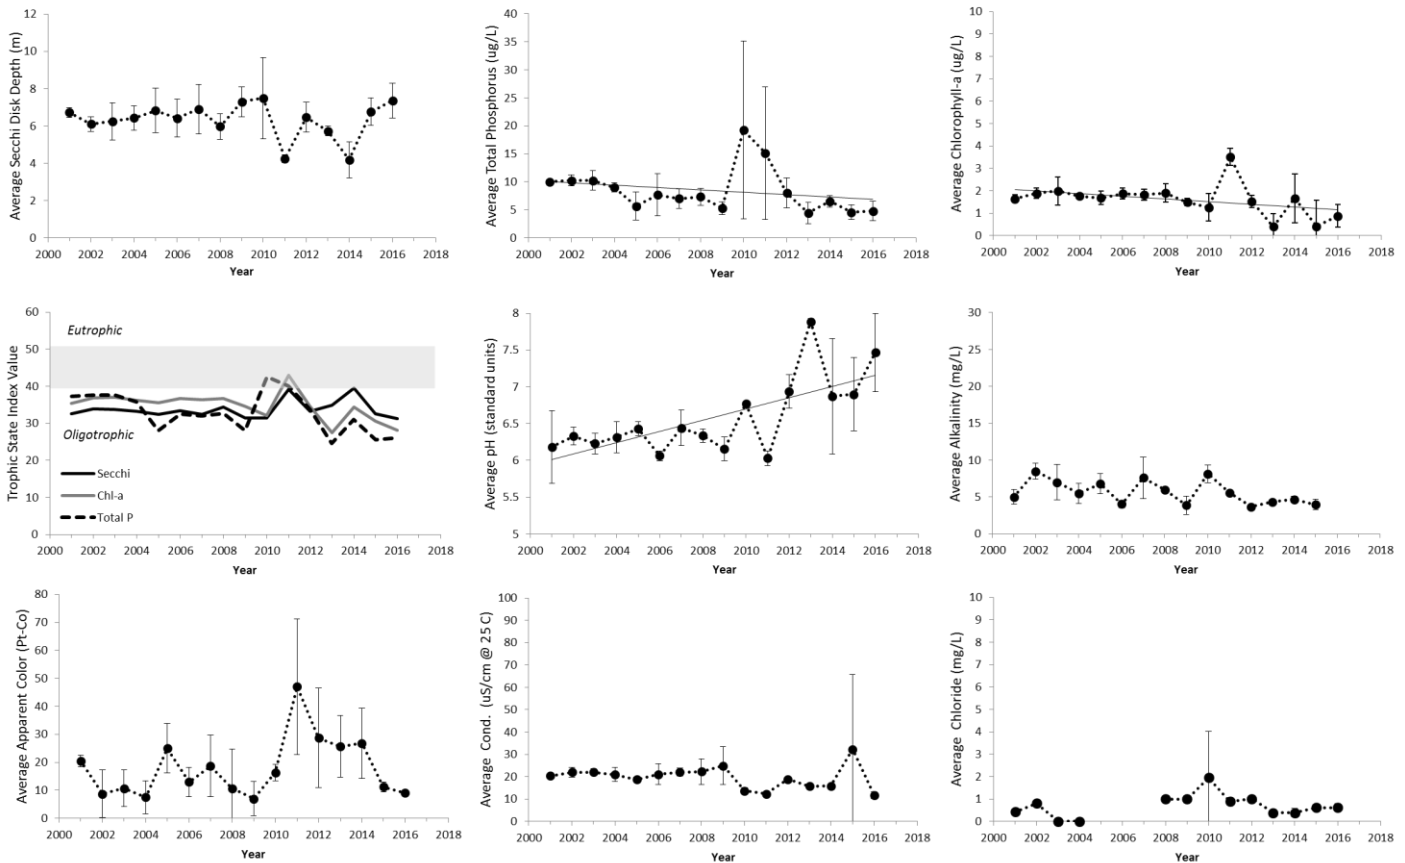 Average Secchi Disk Depth (m)
12
10
8
6
4
2
0
2000 2002 2004 2006 2008 2010 2012 2014 2016 2018
Year
Average Total Phosphorus (ug/L)
40
35
30
25
20
15
10
5
0
2000 2002 2004 2006 2008 2010 2012 2014 2016 2018
Year
Average Chlorophyll-a (ug/L)
10
9
8
7
6
5
4
3
2
1
0
2000 2002 2004 2006 2008 2010 2012 2014 2016 2018
Year
Trophic State Index Value
60
50
40
30
20
10
0
Eutrophic
Oligotrophic
Secchi
Chl-a
Total P
2000 2002 2004 2006 2008 2010 2012 2014 2016 2018
Year
Average pH (standard units)
8
7.5
7
6.5
6
5.5
5
2000 2002 2004 2006 2008 2010 2012 2014 2016 2018
Year
Average Alkalinity (mg/L)
30
25
20
15
10
5
0
2000 2002 2004 2006 2008 2010 2012 2014 2016 2018
Year
Average Apparent Color (Pt-Co)
80
70
60
50
40
30
20
10
0
2000 2002 2004 2006 2008 2010 2012 2014 2016 2018
Year
Average Cond. (uS/cm @ 25 C)
100
90
80
70
60
50
40
30
20
10
0
2000 2002 2004 2006 2008 2010 2012 2014 2016 2018
Year
Average Chloride (mg/L)
10
9
8
7
6
5
4
3
2
1
0
2000 2002 2004 2006 2008 2010 2012 2014 2016 2018
Year